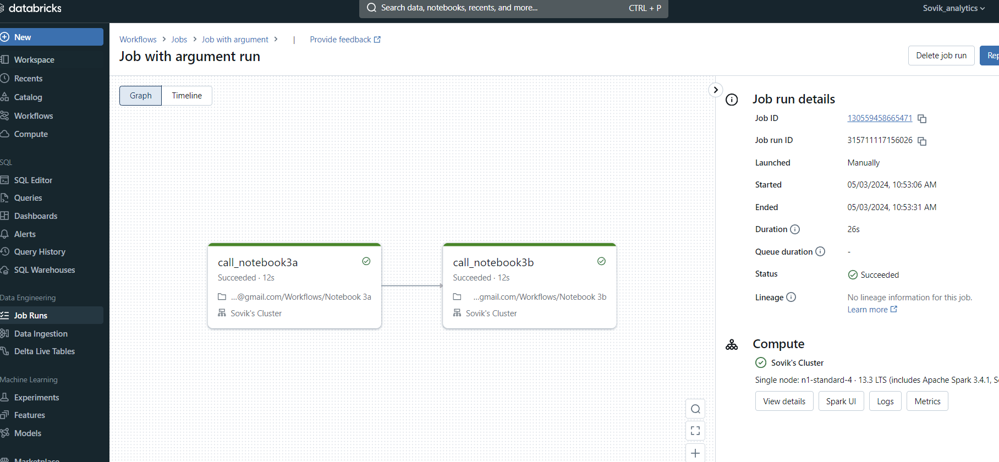 databricks
Search data, notebooks, recents, and more...
CTRL + P
Sovik_analytics
New
Workspace
Recents
Catalog
Workflows
Compute
SQL
SQL Editor
Queries
Dashboards
Alerts
Query History
SQL Warehouses
Data Engineering
Job Runs
Data Ingestion
Delta Live Tables
Machine Learning
Experiments
Features
Models
Marketplace
Workflows > Jobs > Job with argument > | Provide feedback
Job with argument run
Delete job run
Graph
Timeline
call_notebook3a
Succeeded · 12s
...@gmail.com/Workflows/Notebook 3a
Sovik's Cluster
call_notebook3b
Succeeded · 12s
...gmail.com/Workflows/Notebook 3b
Sovik's Cluster
Job run details
Job ID 130559458665471
Job run ID 315711117156026
Launched Manually
Started 05/03/2024, 10:53:06 AM
Ended 05/03/2024, 10:53:31 AM
Duration 26s
Queue duration -
Status Succeeded
Lineage No lineage information for this job.
Learn more
Compute
Sovik's Cluster
Single node: n1-standard-4 · 13.3 LTS (includes Apache Spark 3.4.1,
View details
Spark UI
Logs
Metrics